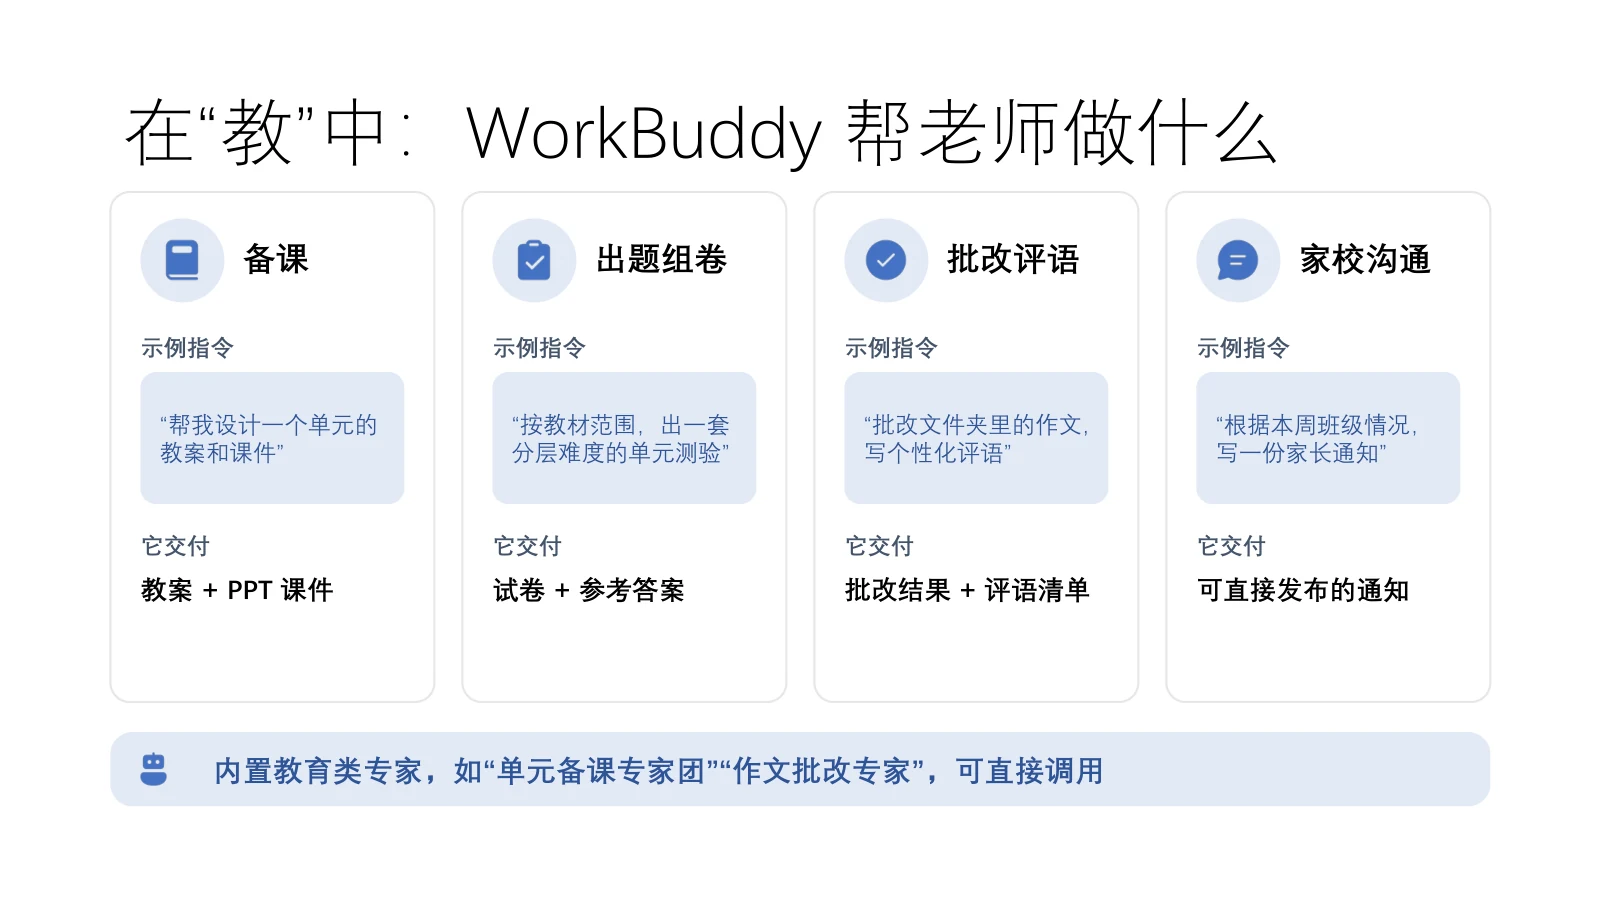 在“教”中：WorkBuddy 帮老师做什么
备课
示例指令
“帮我设计一个单元的
教案和课件”
它交付
教案 + PPT 课件
出题组卷
示例指令
“按教材范围，出一套
分层难度的单元测验”
它交付
试卷 + 参考答案
批改评语
示例指令
“批改文件夹里的作文，
写个性化评语”
它交付
批改结果 + 评语清单
家校沟通
示例指令
“根据本周班级情况，
写一份家长通知”
它交付
可直接发布的通知
内置教育类专家，如“单元备课专家团”“作文批改专家”，可直接调用